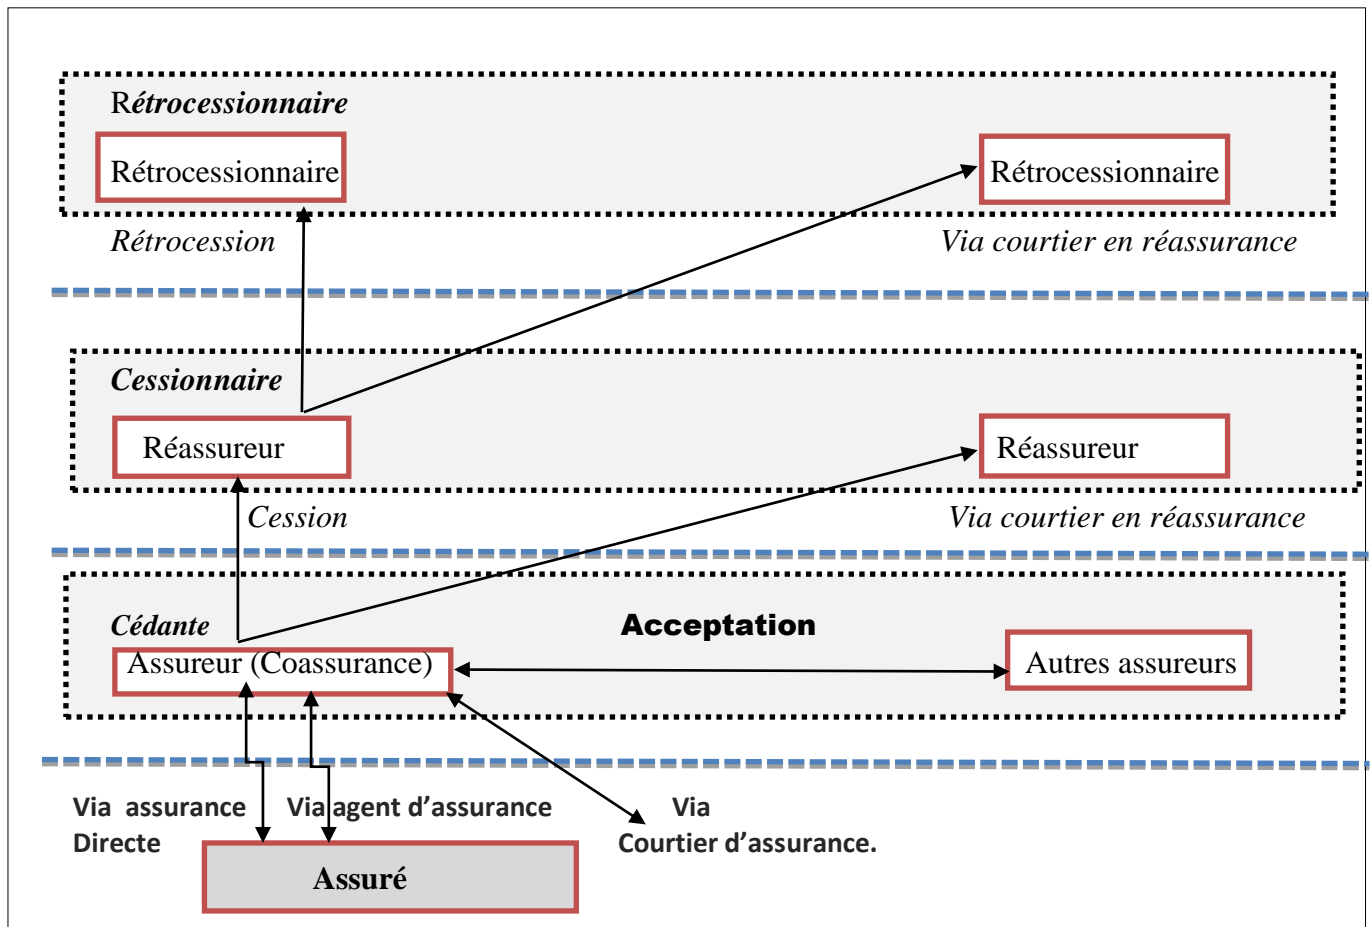 Rétrocessionnaire
Rétrocessionnaire
Rétrocessionnaire
Rétrocession
Via courtier en réassurance
Cessionnaire
Réassureur
Réassureur
Cession
Via courtier en réassurance
Cédante
Acceptation
Assureur (Coassurance)
Autres assureurs
Via assurance
Directe
Via agent d’assurance
Via
Courtier d’assurance.
Assuré